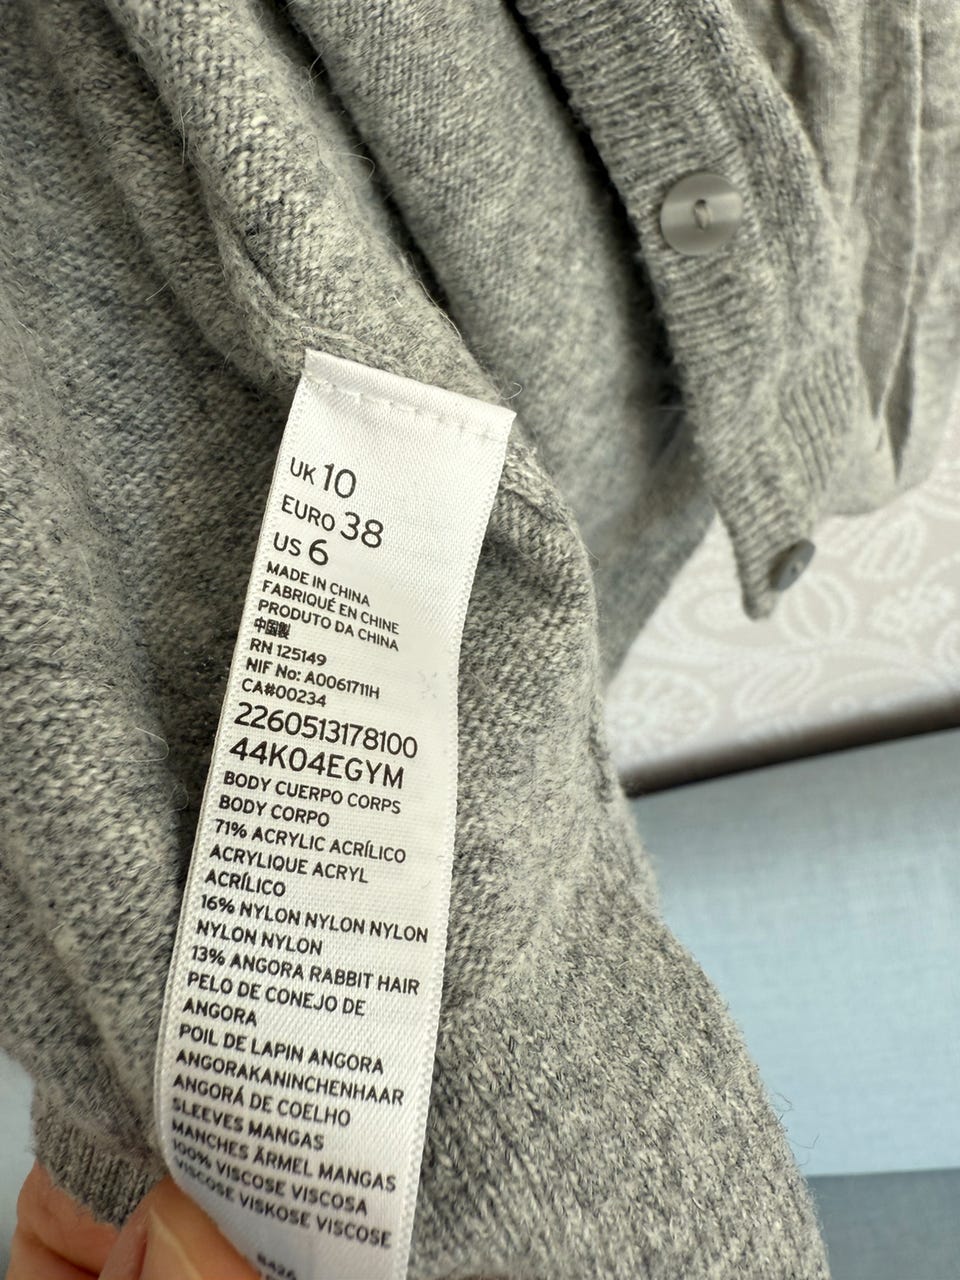 UK 10
EURO 38
US 6
MADE IN CHINA
FABRIQUÉ EN CHINE
PRODUTO DA CHINA
中国製
RN 125149
NIF No: A0061711H
CA#00234
2260513178100
44K04EGYM
BODY CUERPO CORPS
BODY CORPO
71% ACRYLIC ACRÍLICO
ACRYLIQUE ACRYL
ACRÍLICO
16% NYLON NYLON NYLON
NYLON NYLON
13% ANGORA RABBIT HAIR
PELO DE CONEJO DE
ANGORA
POIL DE LAPIN ANGORA
ANGORAKANINCHENHAAR
ANGORÁ DE COELHO
SLEEVES MANGAS
MANCHES ÄRMEL MANGAS
100% VISCOSE VISCOSA
VISCOSE VISKOSE VISCOSE